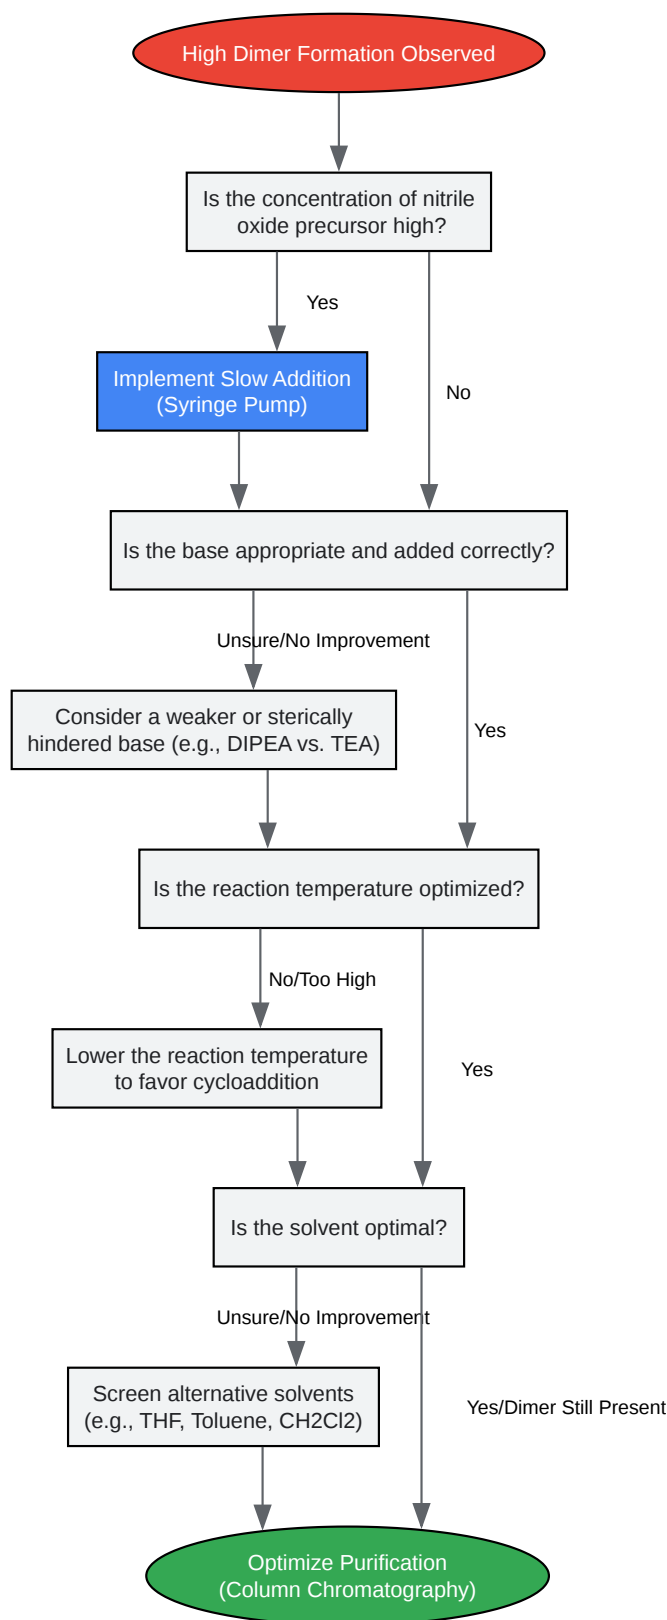 High Dimer Formation Observed
Is the concentration of nitrile
oxide precursor high?
Yes
Implement Slow Addition
(Syringe Pump)
No
Is the base appropriate and added correctly?
Unsure/No Improvement
Consider a weaker or sterically
hindered base (e.g., DIPEA vs. TEA)
Yes
Is the reaction temperature optimized?
No/Too High
Lower the reaction temperature
to favor cycloaddition
Yes
Is the solvent optimal?
Unsure/No Improvement
Screen alternative solvents
(e.g., THF, Toluene, CH2Cl2)
Yes/Dimer Still Present
Optimize Purification
(Column Chromatography)